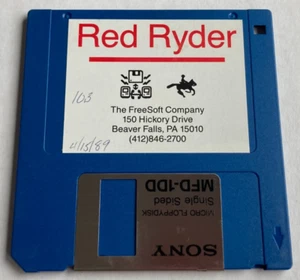 Red Ryder
10.3
The FreeSoft Company
150 Hickory Drive
Beaver Falls, PA 15010
(412)846-2700
4/15/89
SONY
MICRO FLOPPYDISK
Single Sided
MFD-1DD